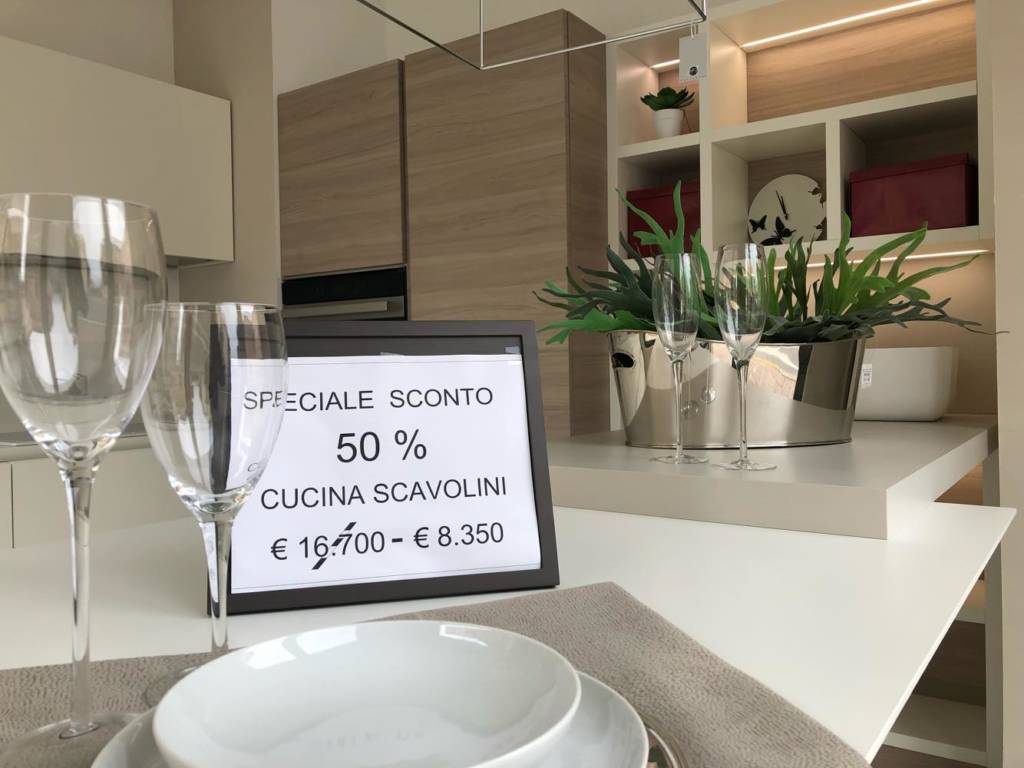 SPECIALE SCONTO
50 %
CUCINA SCAVOLINI
€ 16.700 - € 8.350